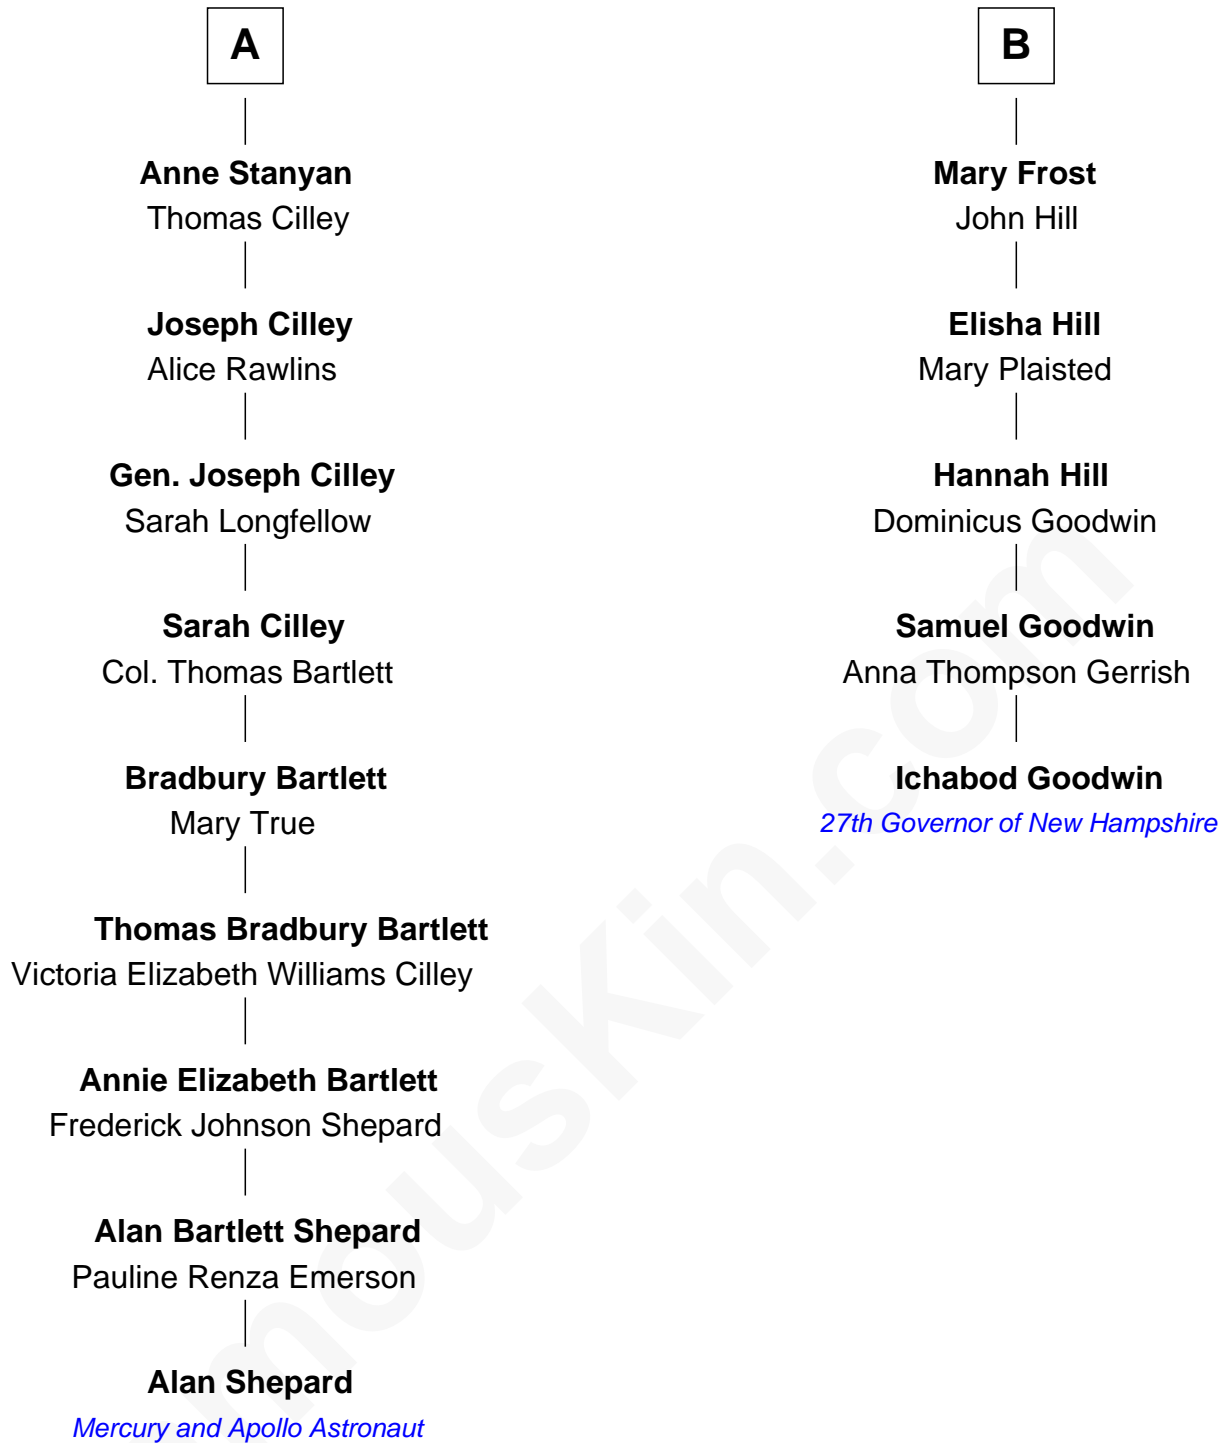 A
Anne Stanyan
Thomas Cilley
Joseph Cilley
Alice Rawlins
Gen. Joseph Cilley
Sarah Longfellow
Sarah Cilley
Col. Thomas Bartlett
Bradbury Bartlett
Mary True
Thomas Bradbury Bartlett
Victoria Elizabeth Williams Cilley
Annie Elizabeth Bartlett
Frederick Johnson Shepard
Alan Bartlett Shepard
Pauline Renza Emerson
Alan Shepard
Mercury and Apollo Astronaut
B
Mary Frost
John Hill
Elisha Hill
Mary Plaisted
Hannah Hill
Dominicus Goodwin
Samuel Goodwin
Anna Thompson Gerrish
Ichabod Goodwin
27th Governor of New Hampshire
mousKin.com